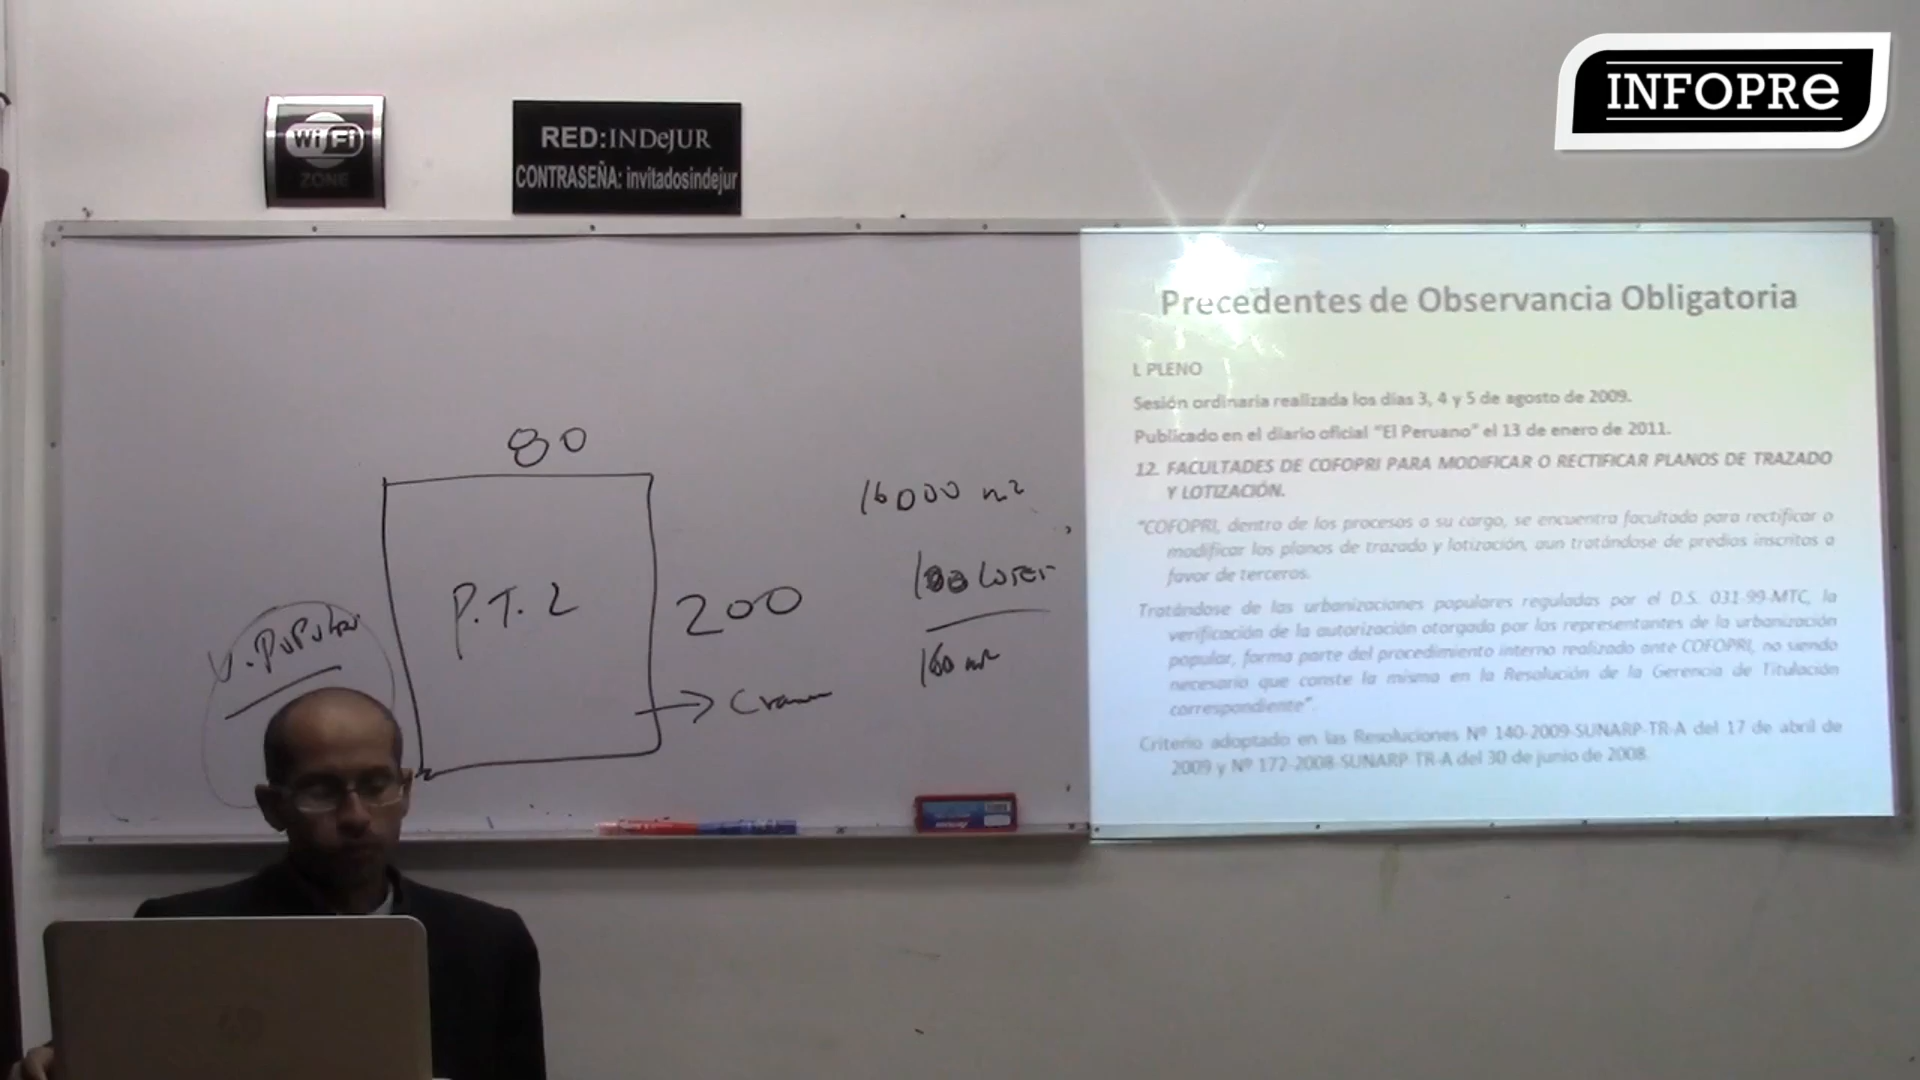 INFOPRe
Wi Fi
ZONE
RED:INDeJUR
CONTRASEÑA: invitadosindejur
Precedentes de Observancia Obligatoria
L PLENO
Sesión ordinaria realizada los días 3, 4 y 5 de agosto de 2009.
Publicado en el diario oficial "El Peruano" el 13 de enero de 2011.
12. FACULTADES DE COFOPRI PARA MODIFICAR O RECTIFICAR PLANOS DE TRAZADO
Y LOTIZACIÓN.
"COFOPRI, dentro de los procesos a su cargo, se encuentra facultada para rectificar o
modificar los planos de trazado y lotización, aun tratándose de predios inscritos a
favor de terceros.
Tratándose de las urbanizaciones populares reguladas por el D.S. 031-99-MTC, la
verificación de la autorización otorgada por los representantes de la urbanización
popular, forma parte del procedimiento interno realizado ante COFOPRI, no siendo
necesario que conste la misma en la Resolución de la Gerencia de Titulación
correspondiente".
Criterio adoptado en las Resoluciones Nº 140-2009-SUNARP-TR-A del 17 de abril de
2009 y Nº 172-2008-SUNARP-TR-A del 30 de junio de 2008.
80
P.T.L
200
U. Popular
16000 m2
100 Lotes
160 m2